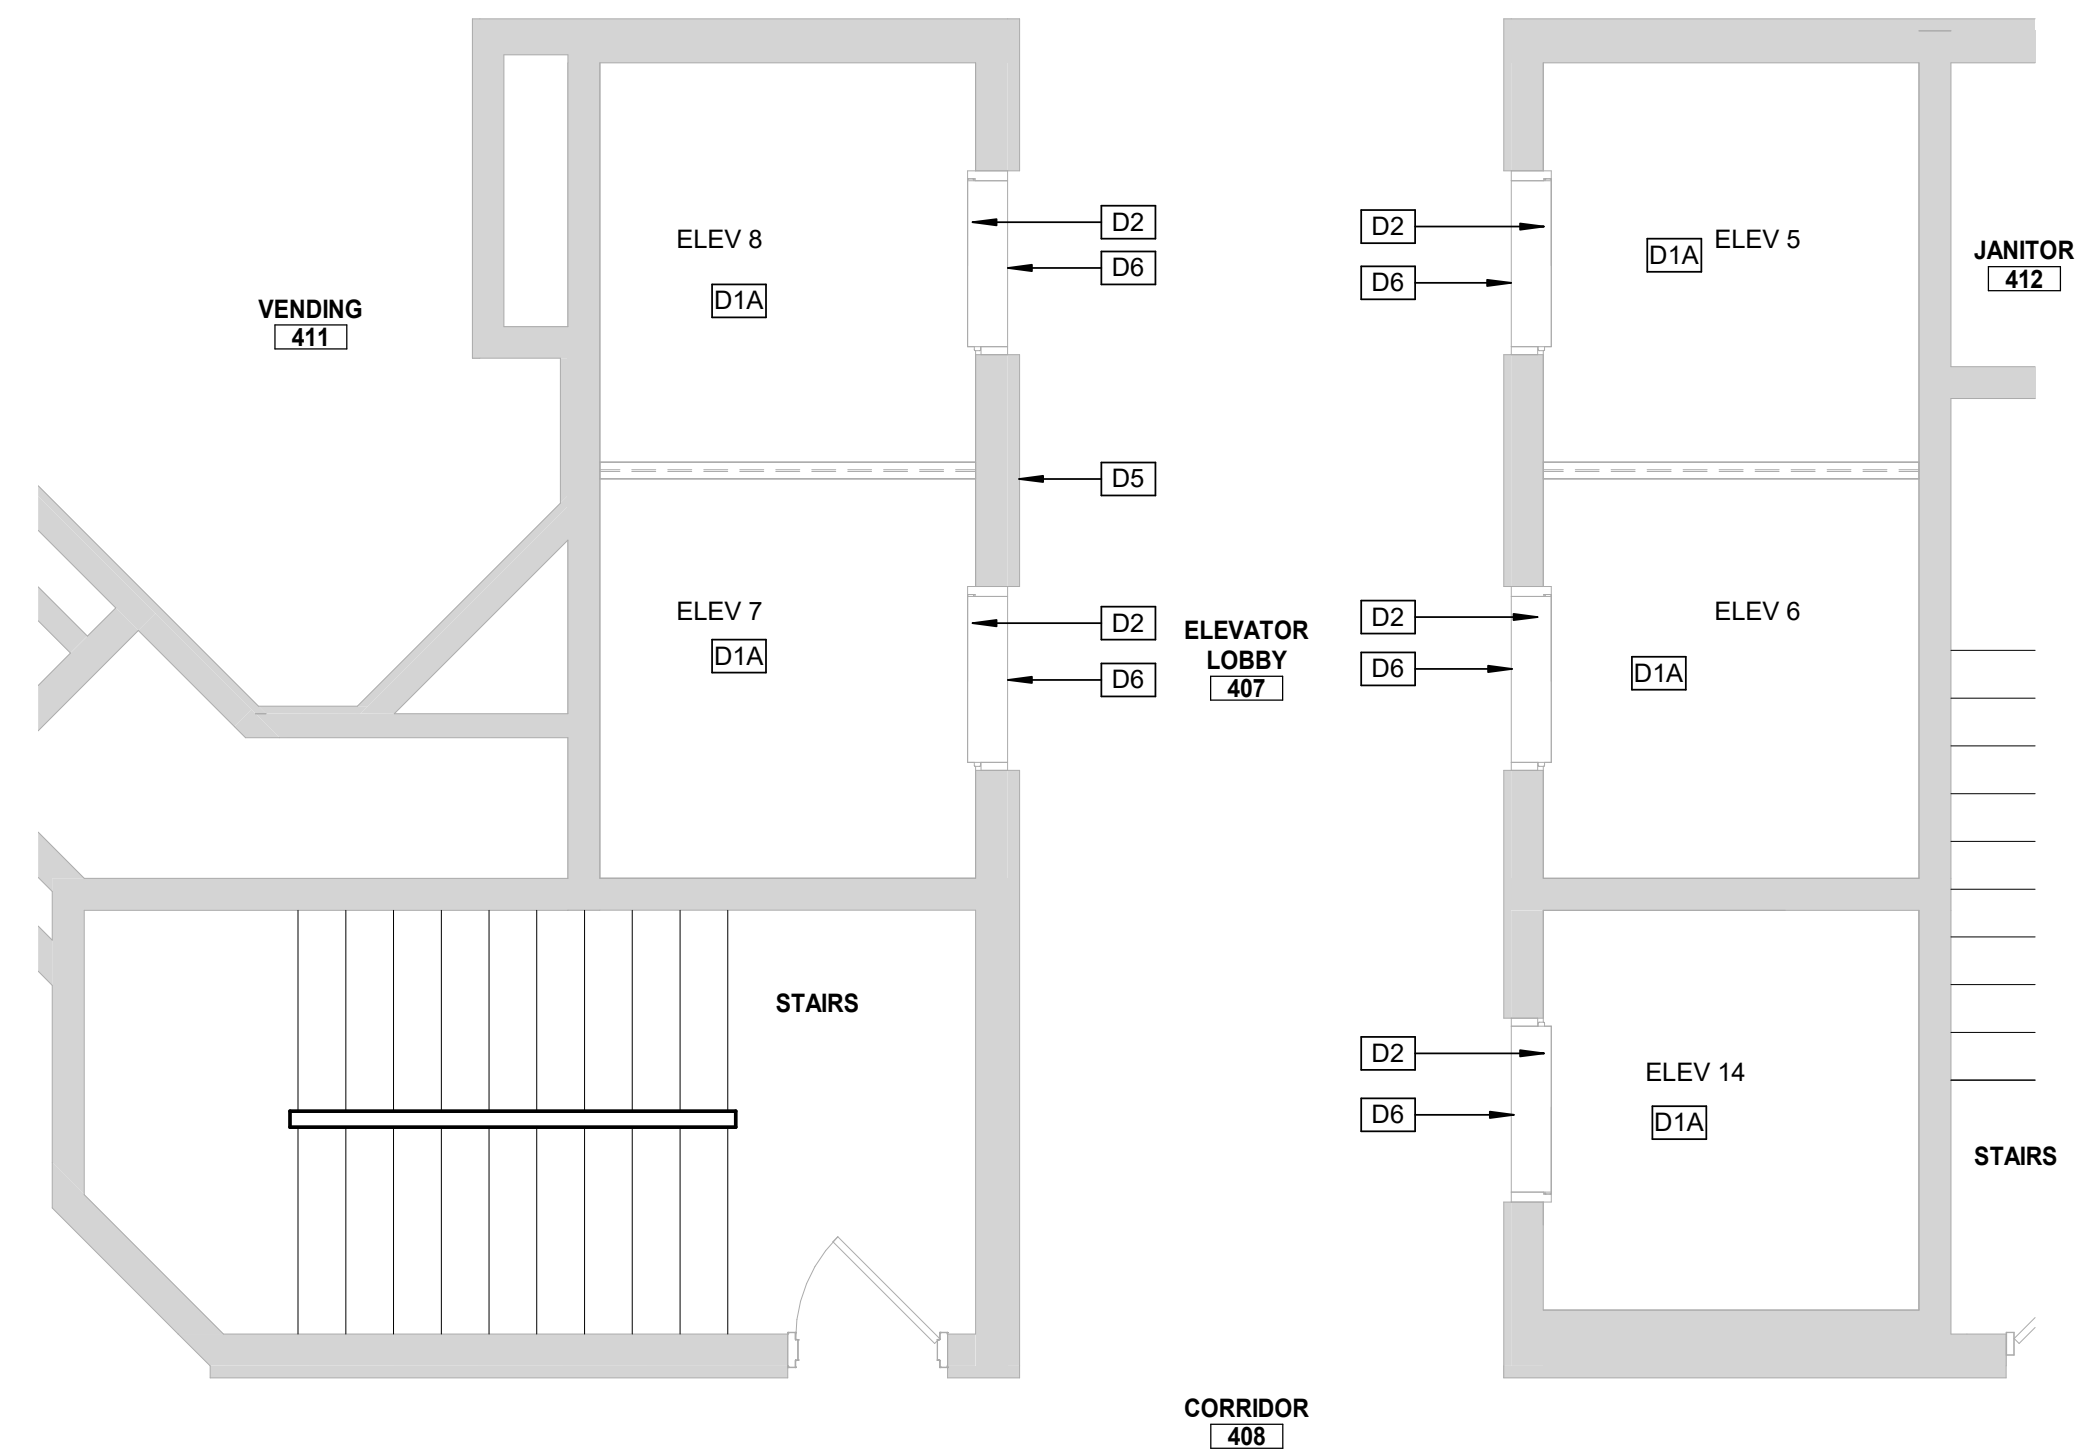 D2
D2
ELEV 8
ELEV 5
D1A
JANITOR
412
D6
D6
D1A
VENDING
411
D5
ELEV 7
ELEV 6
D2
D2
ELEVATOR
LOBBY
407
D1A
D6
D6
D1A
STAIRS
D2
ELEV 14
D6
D1A
STAIRS
CORRIDOR
408